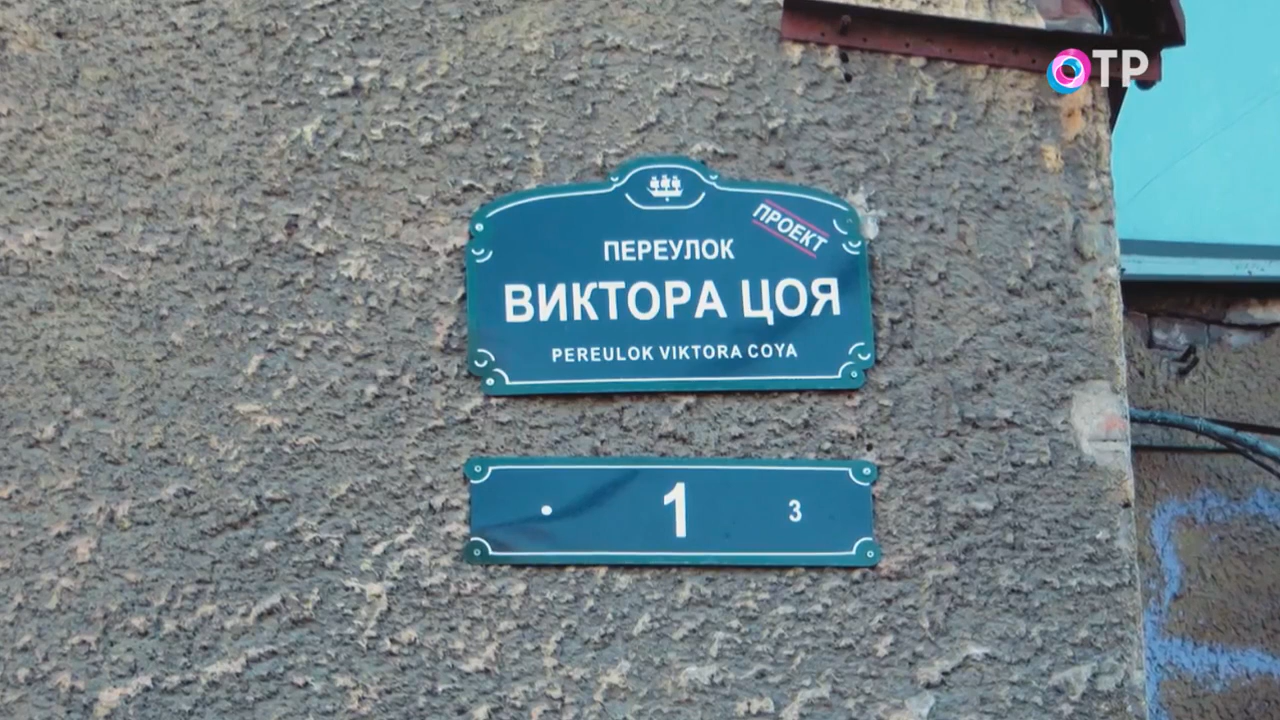 ОТР
ПРОЕКТ
ПЕРЕУЛОК
ВИКТОРА ЦОЯ
PEREULOK VIKTORA COYA
1 3